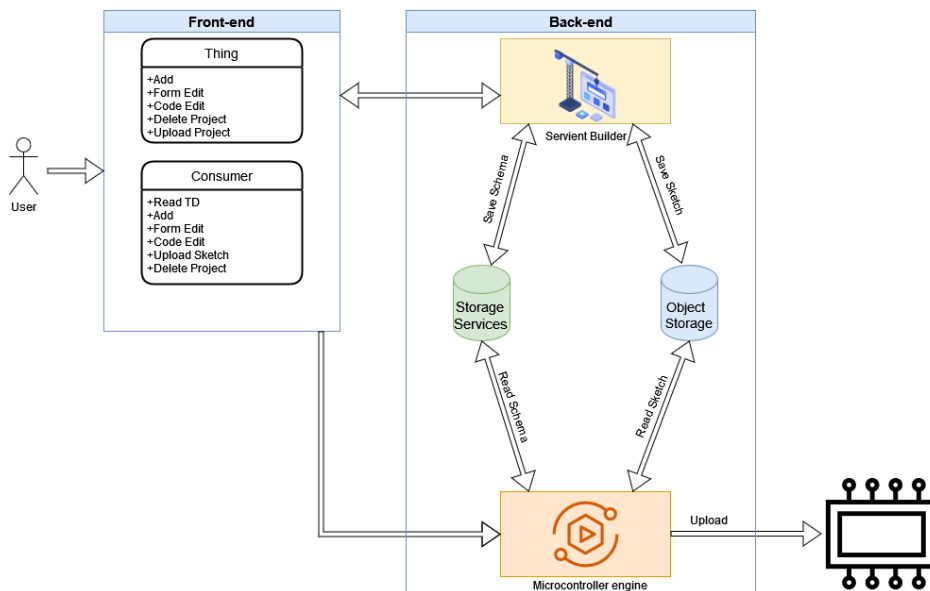 Front-end
Back-end
Thing
+Add
+Form Edit
+Code Edit
+Delete Project
+Upload Project
Consumer
+Read TD
+Add
+Form Edit
+Code Edit
+Upload Sketch
+Delete Project
User
Servient Builder
Save Schema
Save Sketch
Storage
Services
Object
Storage
Read Schema
Read Sketch
Upload
Microcontroller engine